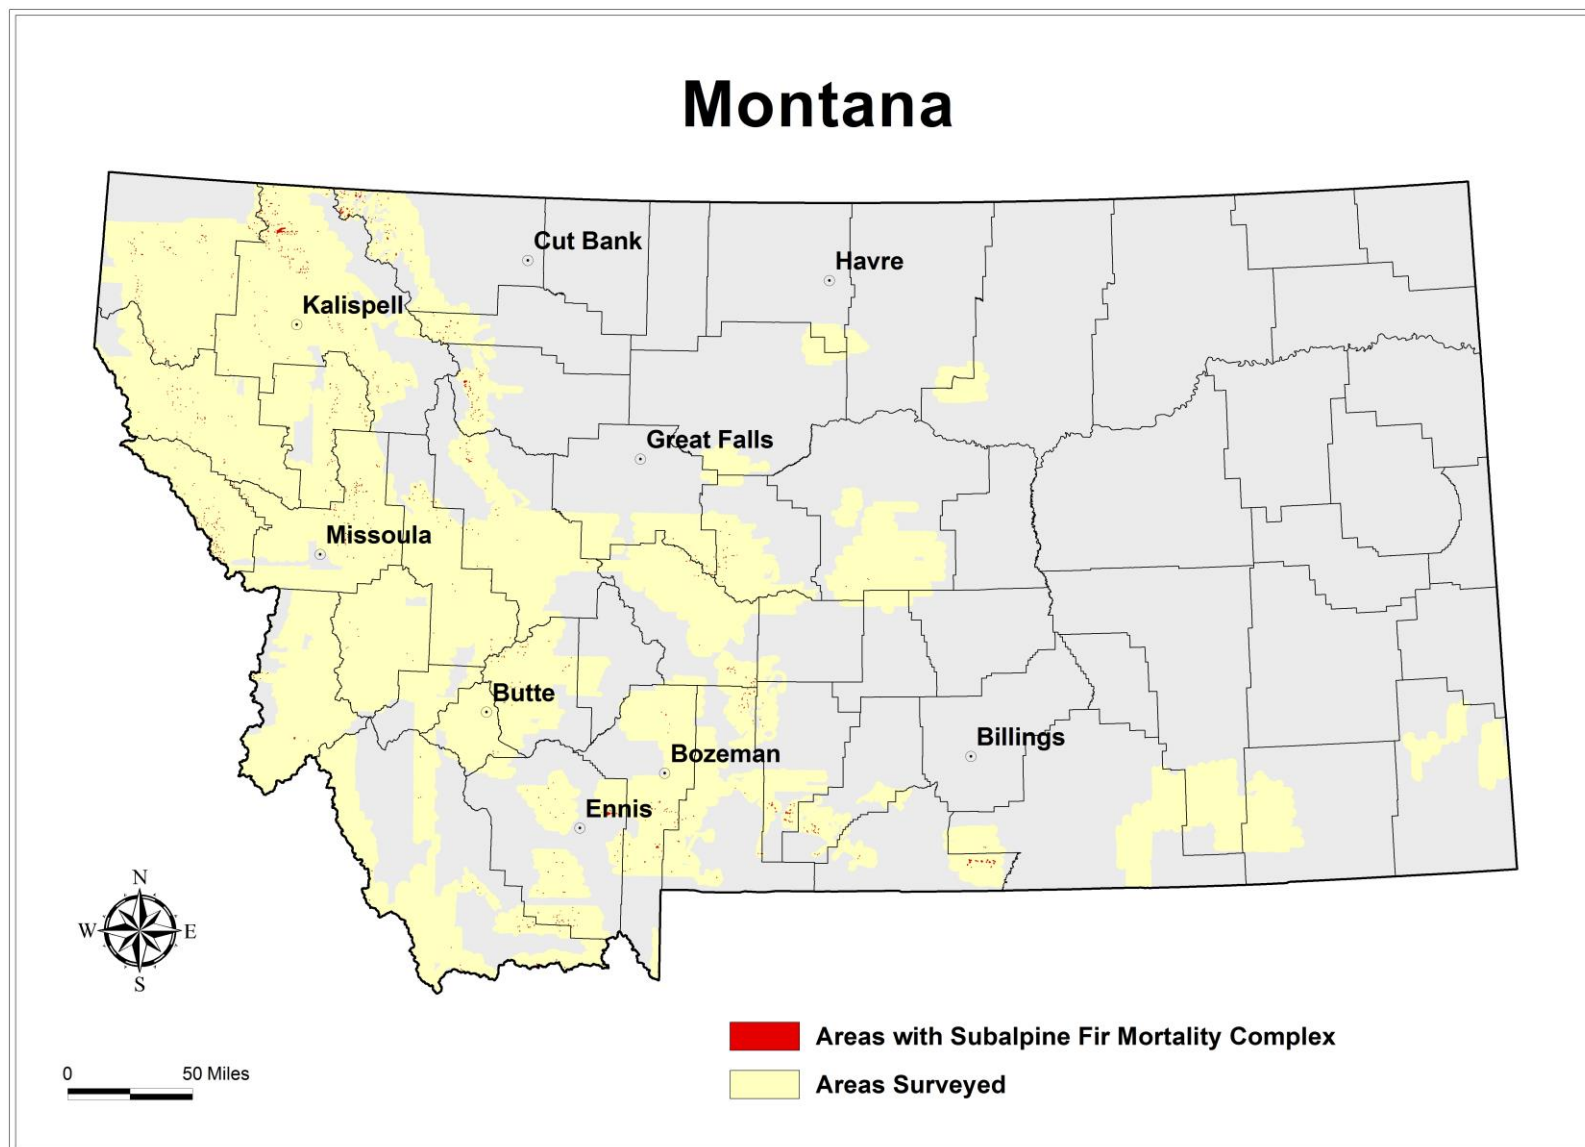 Montana
Cut Bank
Havre
Kalispell
Great Falls
Missoula
Butte
Billings
Bozeman
Ennis
N
W E
S
Areas with Subalpine Fir Mortality Complex
0 50 Miles
Areas Surveyed